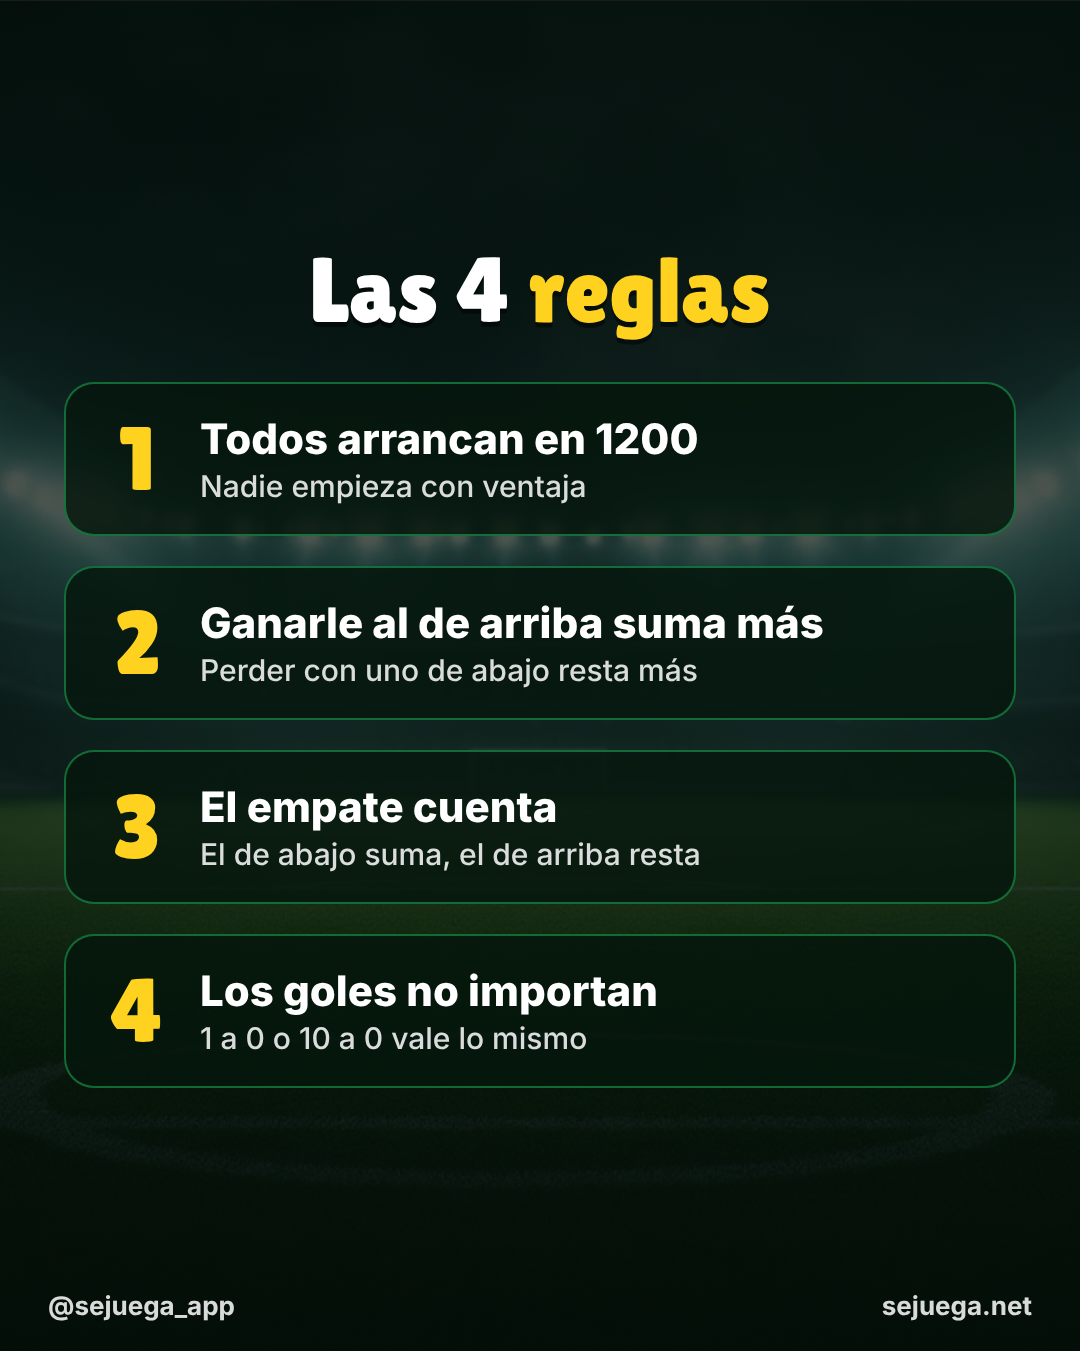 Las 4 reglas
1
Todos arrancan en 1200
Nadie empieza con ventaja
2
Ganarle al de arriba suma más
Perder con uno de abajo resta más
3
El empate cuenta
El de abajo suma, el de arriba resta
4
Los goles no importan
1 a 0 o 10 a 0 vale lo mismo
@sejuega_app
sejuega.net